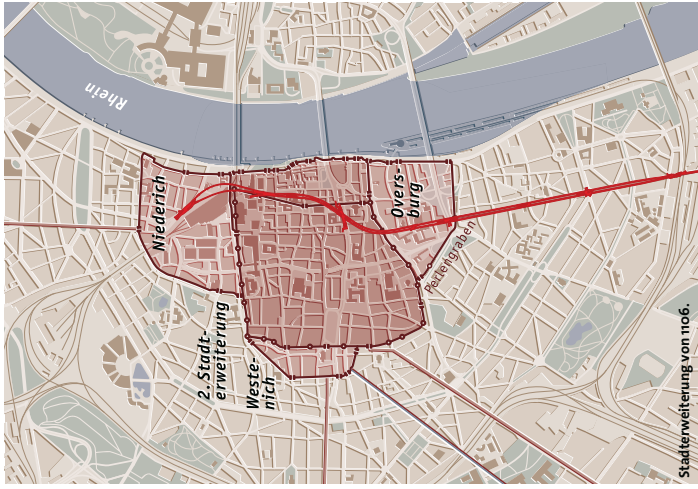 Rhein
Niederich
Overs-
burg
Perlengraben
2. Stadt-
erweiterung
Weste-
nich
Stadterweiterung von 1106.